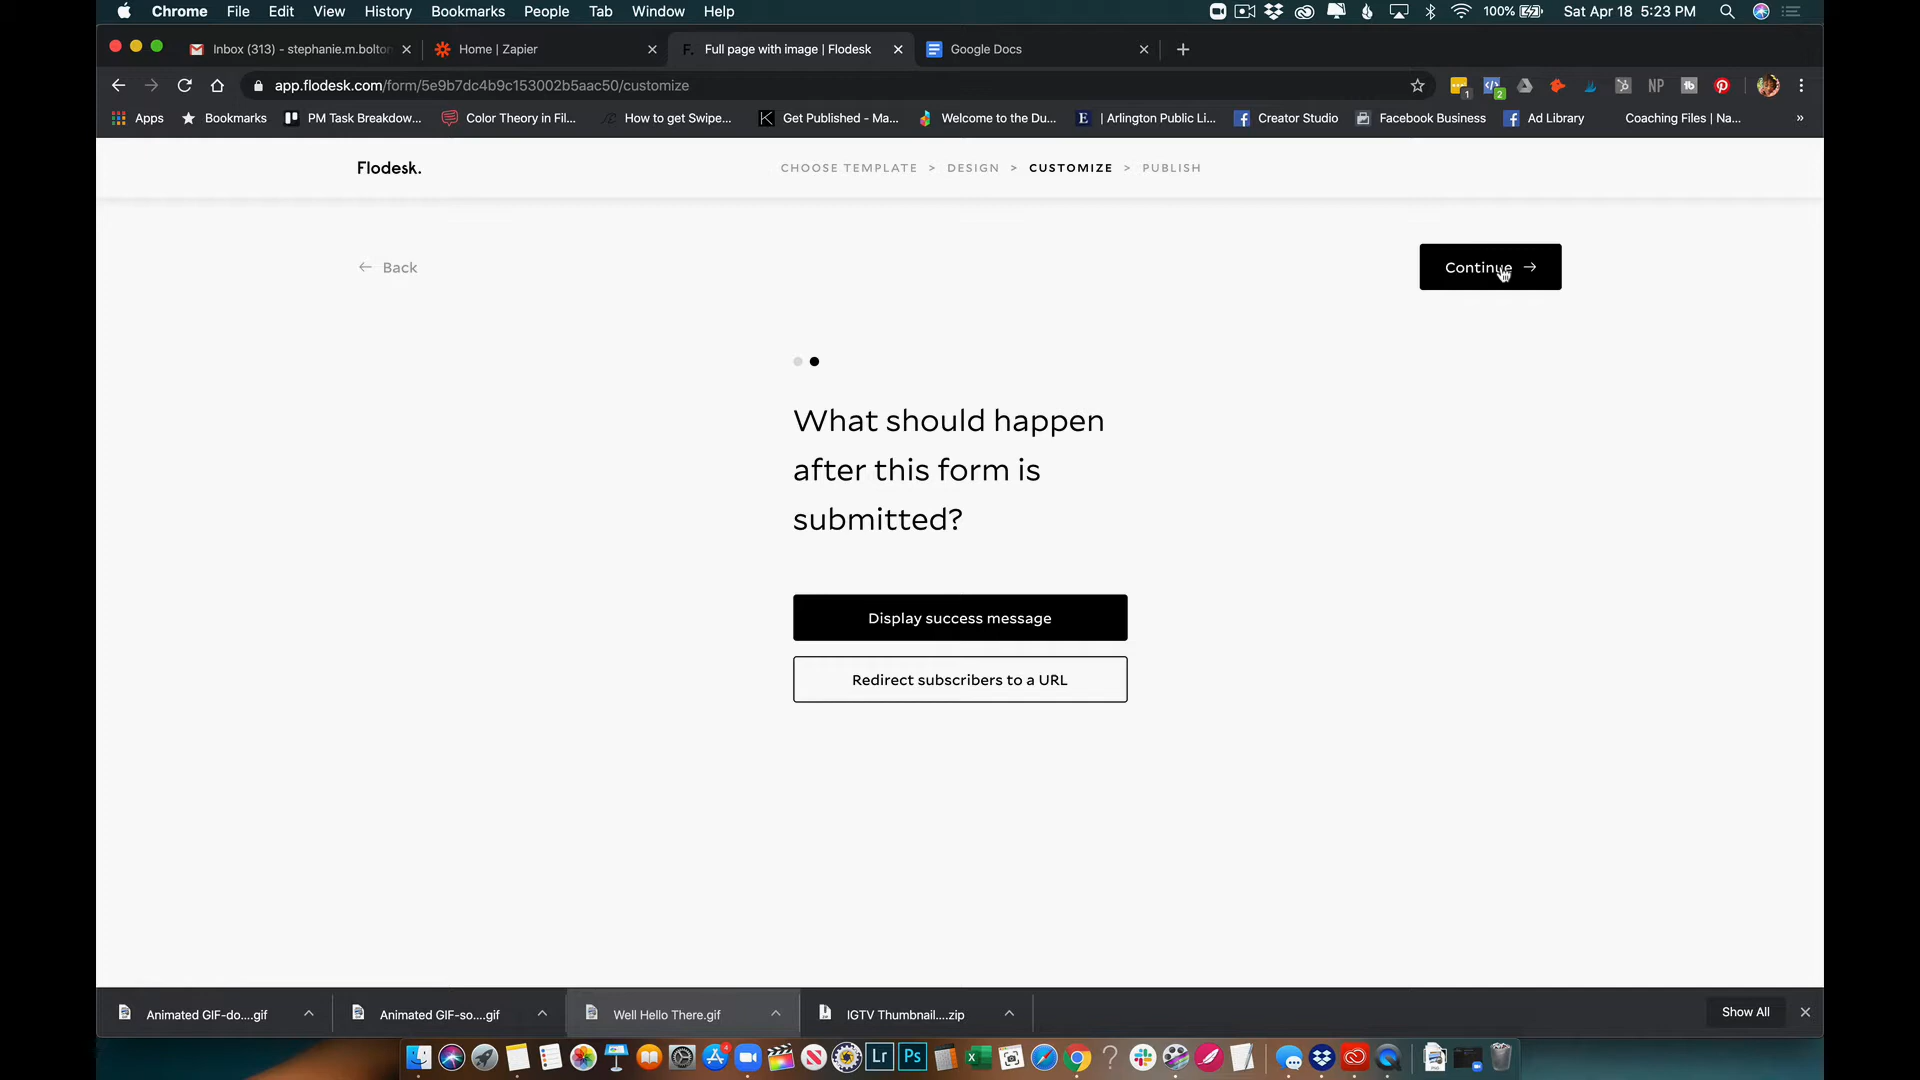 Chrome File Edit View History Bookmarks People Tab Window Help 100% Sat Apr 18 5:23 PM
Inbox (313) - stephanie.m.bolton Home | Zapier Full page with image | Flodesk Google Docs
app.flodesk.com/form/5e9b7dc4b9c153002b5aac50/customize 1 2 NP
Apps Bookmarks PM Task Breakdow... Color Theory in Fil... How to get Swipe... Get Published - Ma... Welcome to the Du... | Arlington Public Li... Creator Studio Facebook Business Ad Library Coaching Files | Na... »
Flodesk. CHOOSE TEMPLATE > DESIGN > CUSTOMIZE > PUBLISH
← Back Continue →
What should happen
after this form is
submitted?
Display success message
Redirect subscribers to a URL
Animated GIF-do....gif Animated GIF-so....gif Well Hello There.gif IGTV Thumbnail....zip Show All
Lr Ps